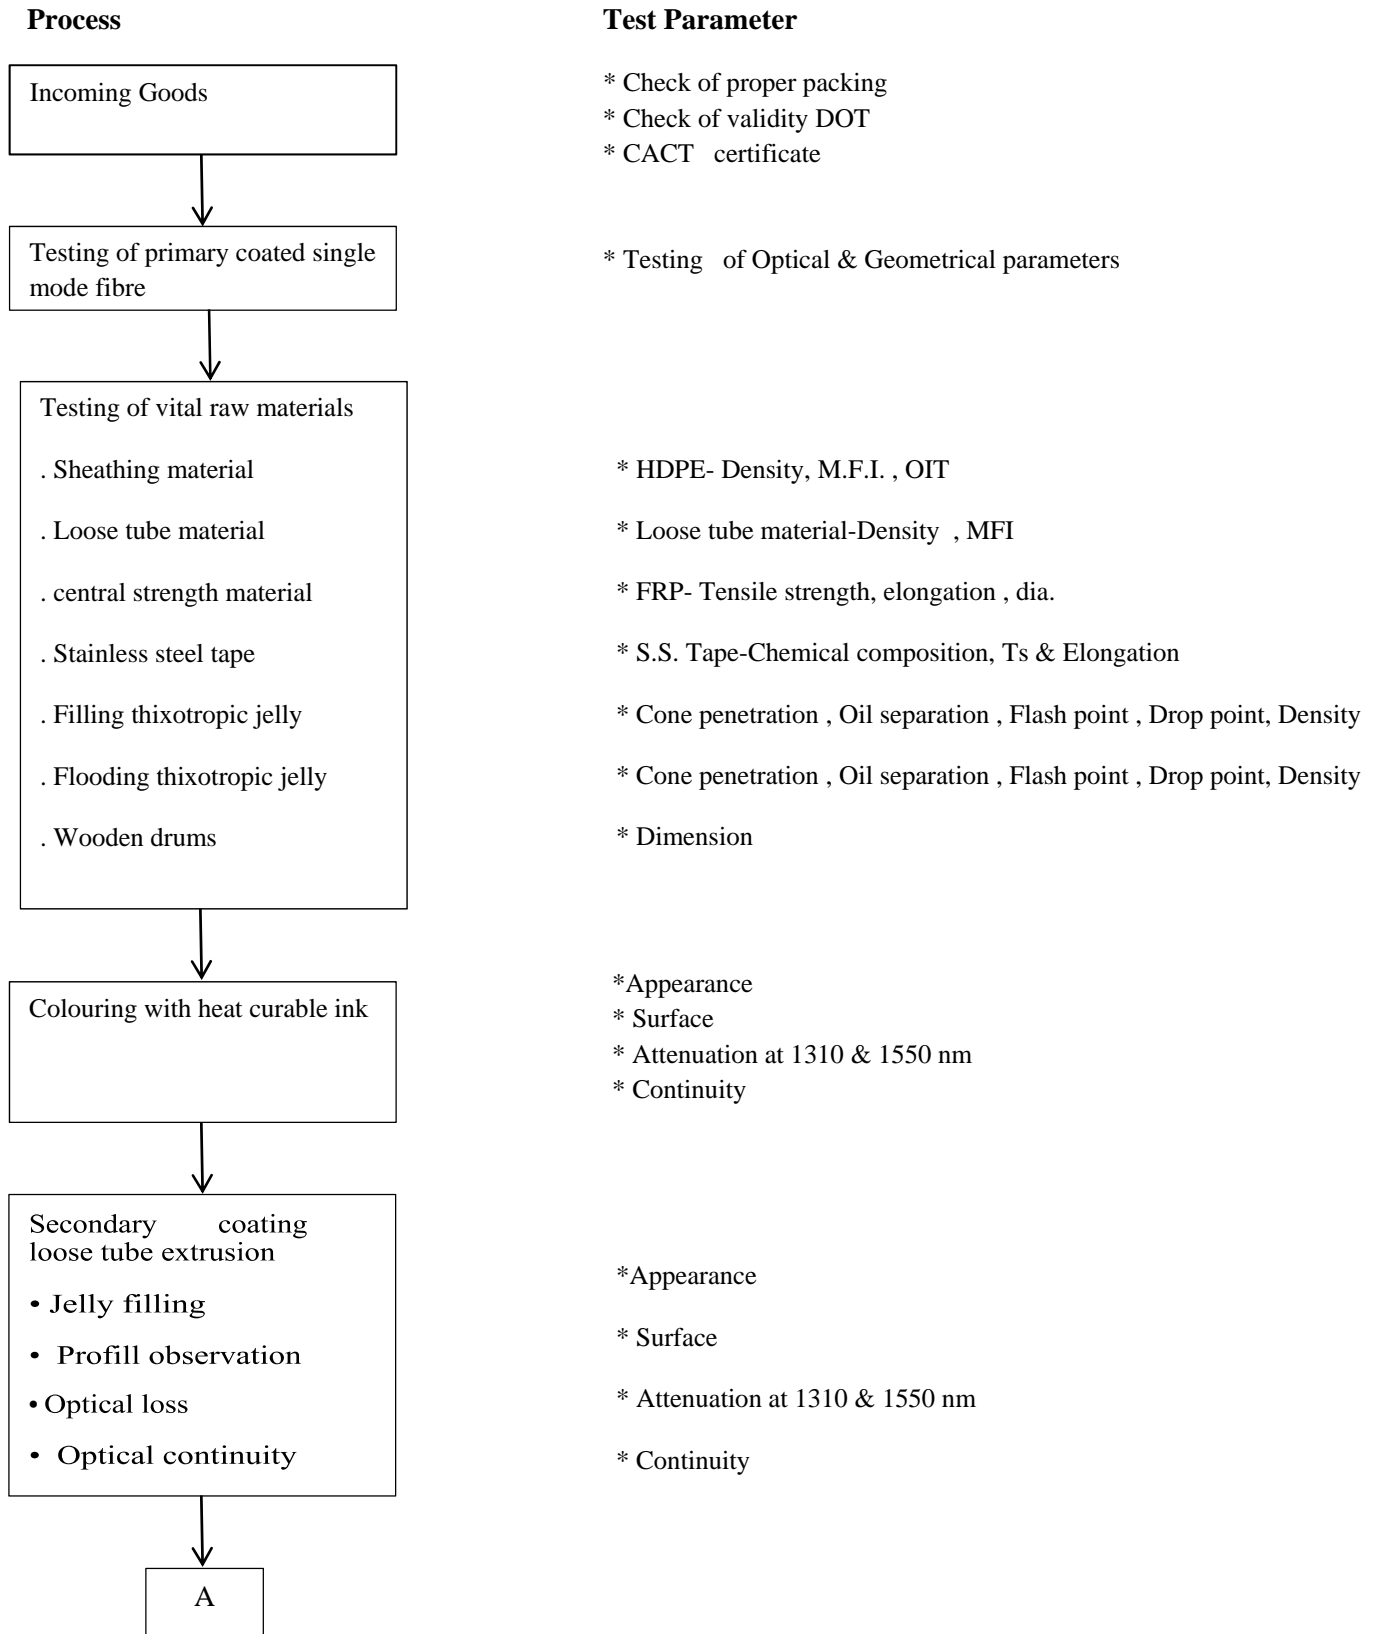 Process
Test Parameter
Incoming Goods
* Check of proper packing
* Check of validity DOT
* CACT certificate
Testing of primary coated single
mode fibre
* Testing of Optical & Geometrical parameters
Testing of vital raw materials
. Sheathing material
* HDPE- Density, M.F.I. , OIT
. Loose tube material
* Loose tube material-Density , MFI
. central strength material
* FRP- Tensile strength, elongation , dia.
. Stainless steel tape
* S.S. Tape-Chemical composition, Ts & Elongation
. Filling thixotropic jelly
* Cone penetration , Oil separation , Flash point , Drop point, Density
. Flooding thixotropic jelly
* Cone penetration , Oil separation , Flash point , Drop point, Density
. Wooden drums
* Dimension
Colouring with heat curable ink
*Appearance
* Surface
* Attenuation at 1310 & 1550 nm
* Continuity
Secondary coating
loose tube extrusion
• Jelly filling
• Profill observation
• Optical loss
• Optical continuity
*Appearance
* Surface
* Attenuation at 1310 & 1550 nm
* Continuity
A